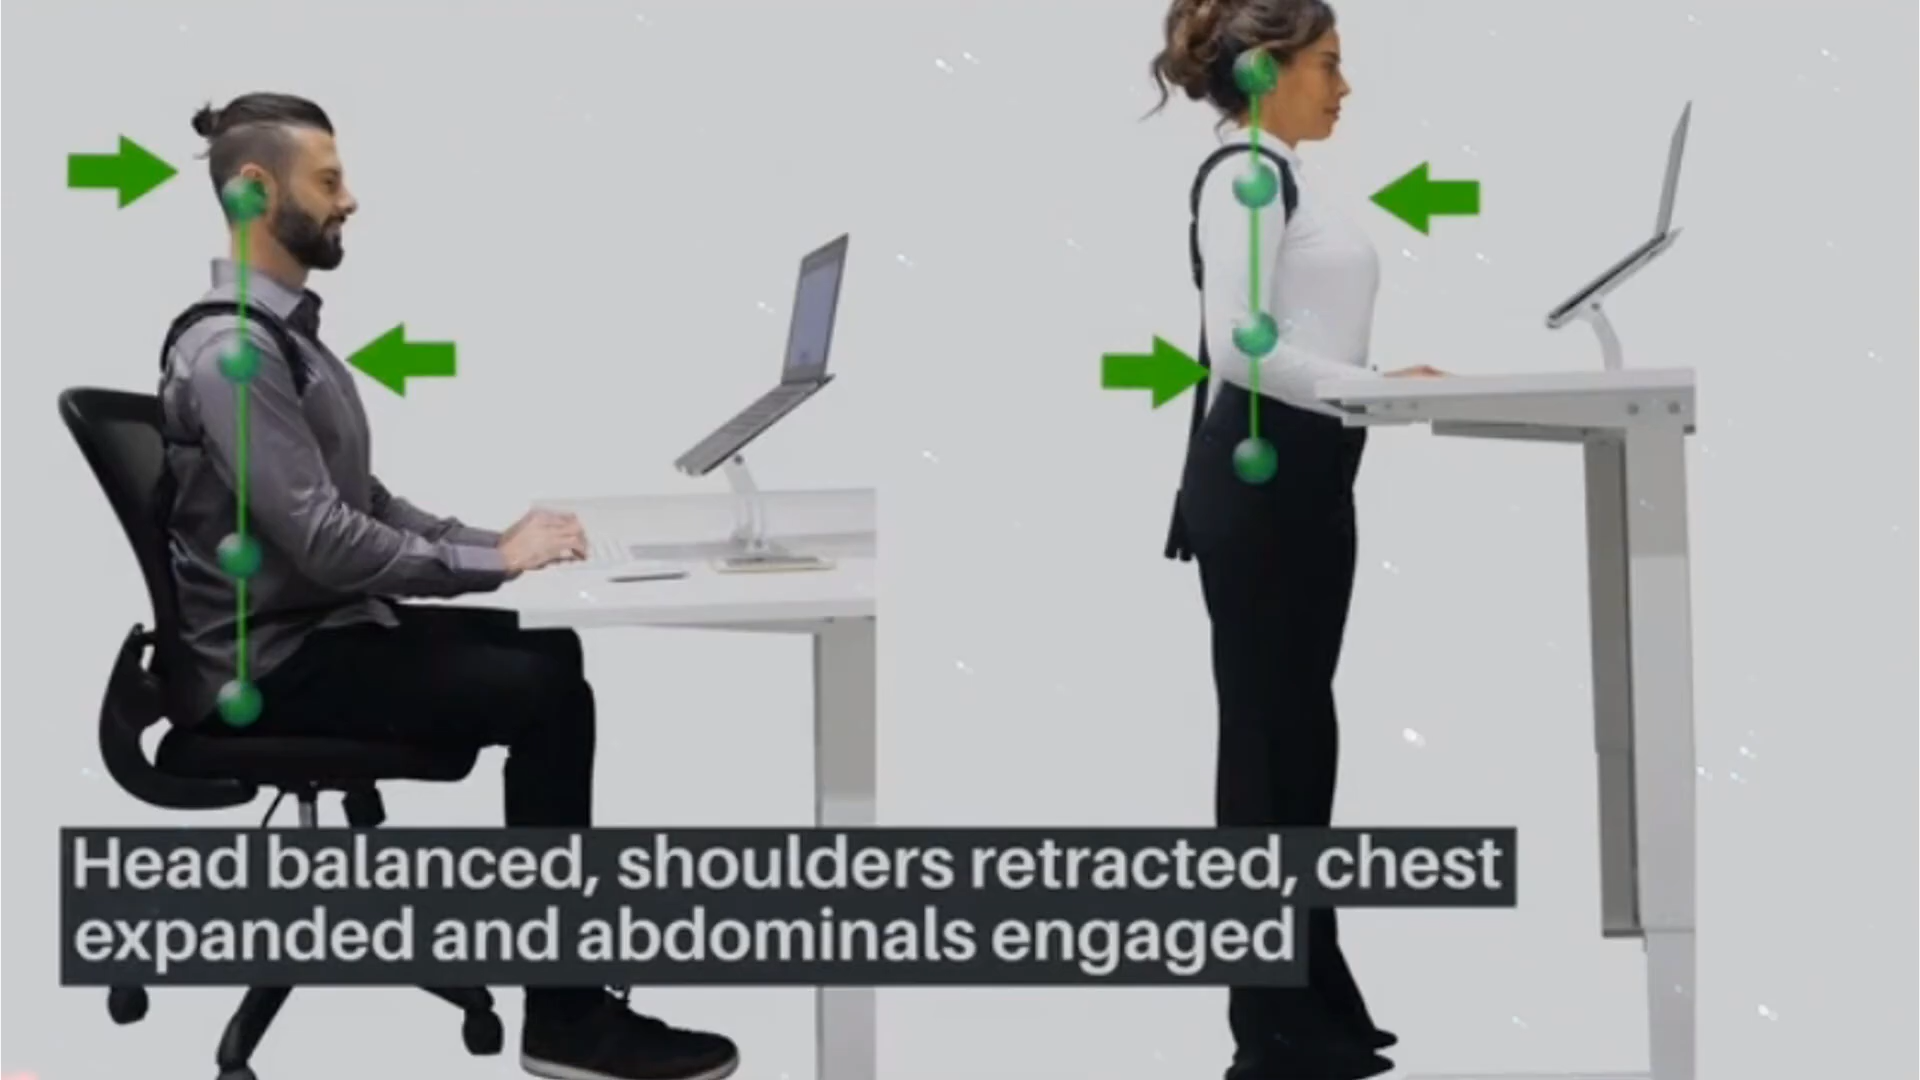 Head balanced, shoulders retracted, chest
expanded and abdominals engaged